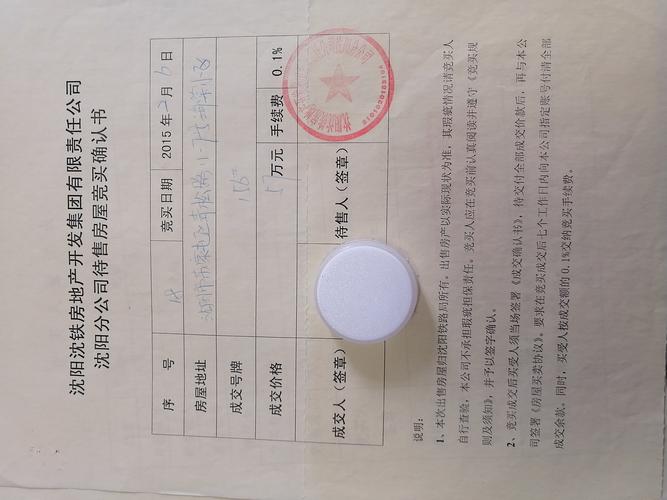 沈阳沈铁房地产开发集团有限责任公司
沈阳分公司待售房屋竞买确认书
序 号 竞买日期 2015年2月6日
房屋地址
成交号牌
成交价格 万元 手续费 0.1%
成交人（签章） 待售人（签章）
说明：
1、本次出售房屋归沈阳铁路局所有。出售房产以实际现状为准，其瑕疵情况请竞买人
自行查验，本公司不承担瑕疵担保责任。竞买人应在竞买前认真阅读并遵守《竞买规
则及须知》，并予以签字确认。
2、竞买成交后买受人须当场签署《成交确认书》，待交付全部成交价款后，再与本公
司签署《房屋买卖协议》。要求在竞买成交后七个工作日内向本公司指定账号付清全部
成交余款。同时，买受人按成交额的0.1%交纳竞买手续费。